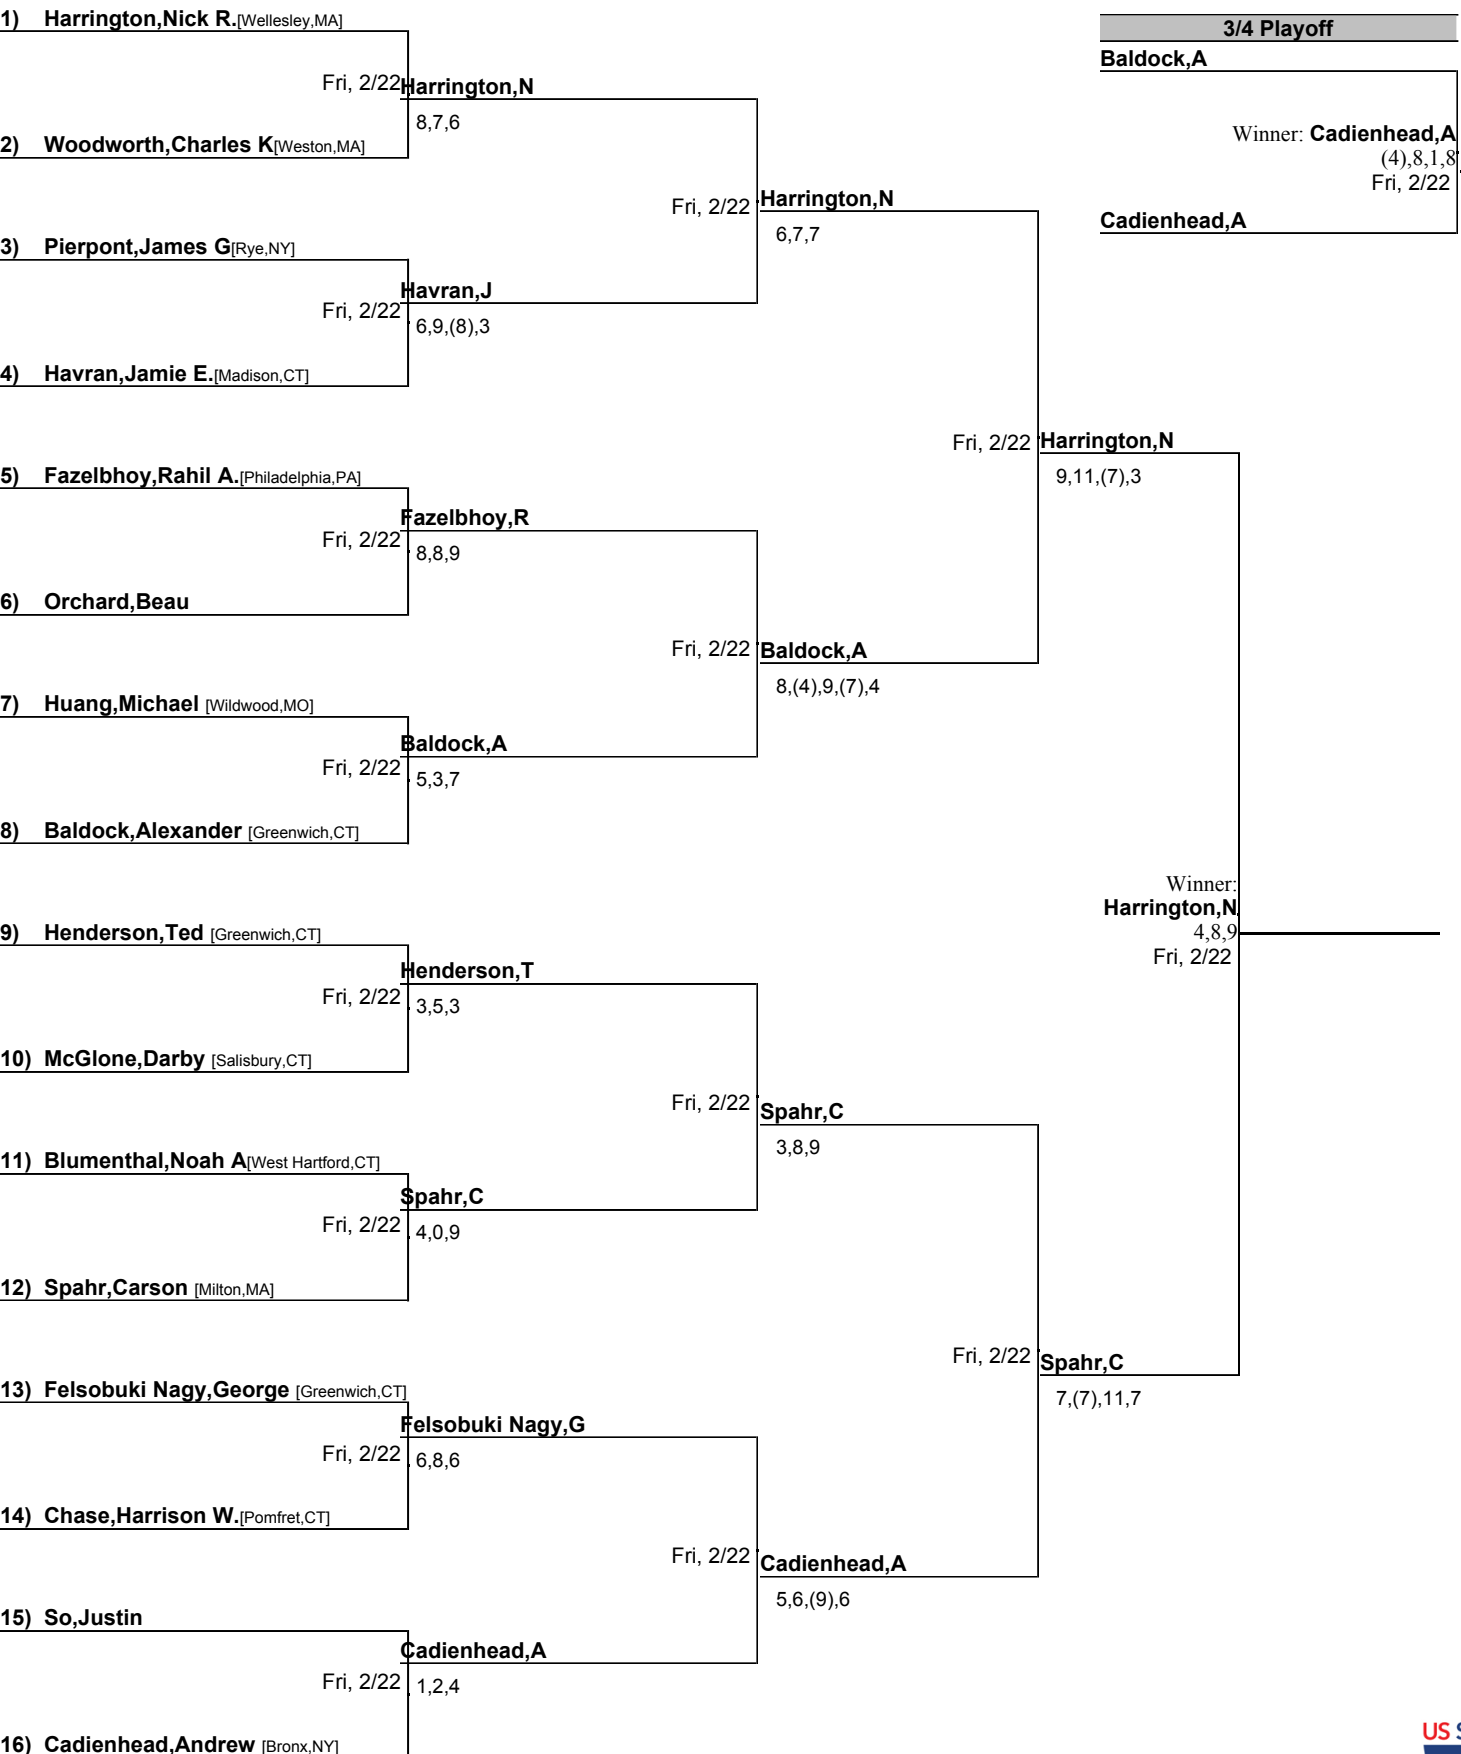 1) Harrington,Nick R.[Wellesley,MA]
3/4 Playoff
Baldock,A
Fri, 2/22 Harrington,N
8,7,6
Winner: Cadienhead,A
(4),8,1,8
Fri, 2/22
2) Woodworth,Charles K[Weston,MA]
Fri, 2/22 Harrington,N
6,7,7
Cadienhead,A
3) Pierpont,James G[Rye,NY]
Havran,J
Fri, 2/22
6,9,(8),3
4) Havran,Jamie E.[Madison,CT]
Fri, 2/22 Harrington,N
9,11,(7),3
5) Fazelbhoy,Rahil A.[Philadelphia,PA]
Fazelbhoy,R
Fri, 2/22
8,8,9
6) Orchard,Beau
Fri, 2/22 Baldock,A
8,(4),9,(7),4
7) Huang,Michael [Wildwood,MO]
Baldock,A
Fri, 2/22
5,3,7
8) Baldock,Alexander [Greenwich,CT]
Winner:
Harrington,N
4,8,9
Fri, 2/22
9) Henderson,Ted [Greenwich,CT]
Henderson,T
Fri, 2/22
3,5,3
10) McGlone,Darby [Salisbury,CT]
Fri, 2/22 Spahr,C
3,8,9
11) Blumenthal,Noah A[West Hartford,CT]
Spahr,C
Fri, 2/22
4,0,9
12) Spahr,Carson [Milton,MA]
Fri, 2/22 Spahr,C
7,(7),11,7
13) Felsobuki Nagy,George [Greenwich,CT]
Felsobuki Nagy,G
Fri, 2/22
6,8,6
14) Chase,Harrison W.[Pomfret,CT]
Fri, 2/22 Cadienhead,A
5,6,(9),6
15) So,Justin
Cadienhead,A
Fri, 2/22
1,2,4
16) Cadienhead,Andrew [Bronx,NY]
US